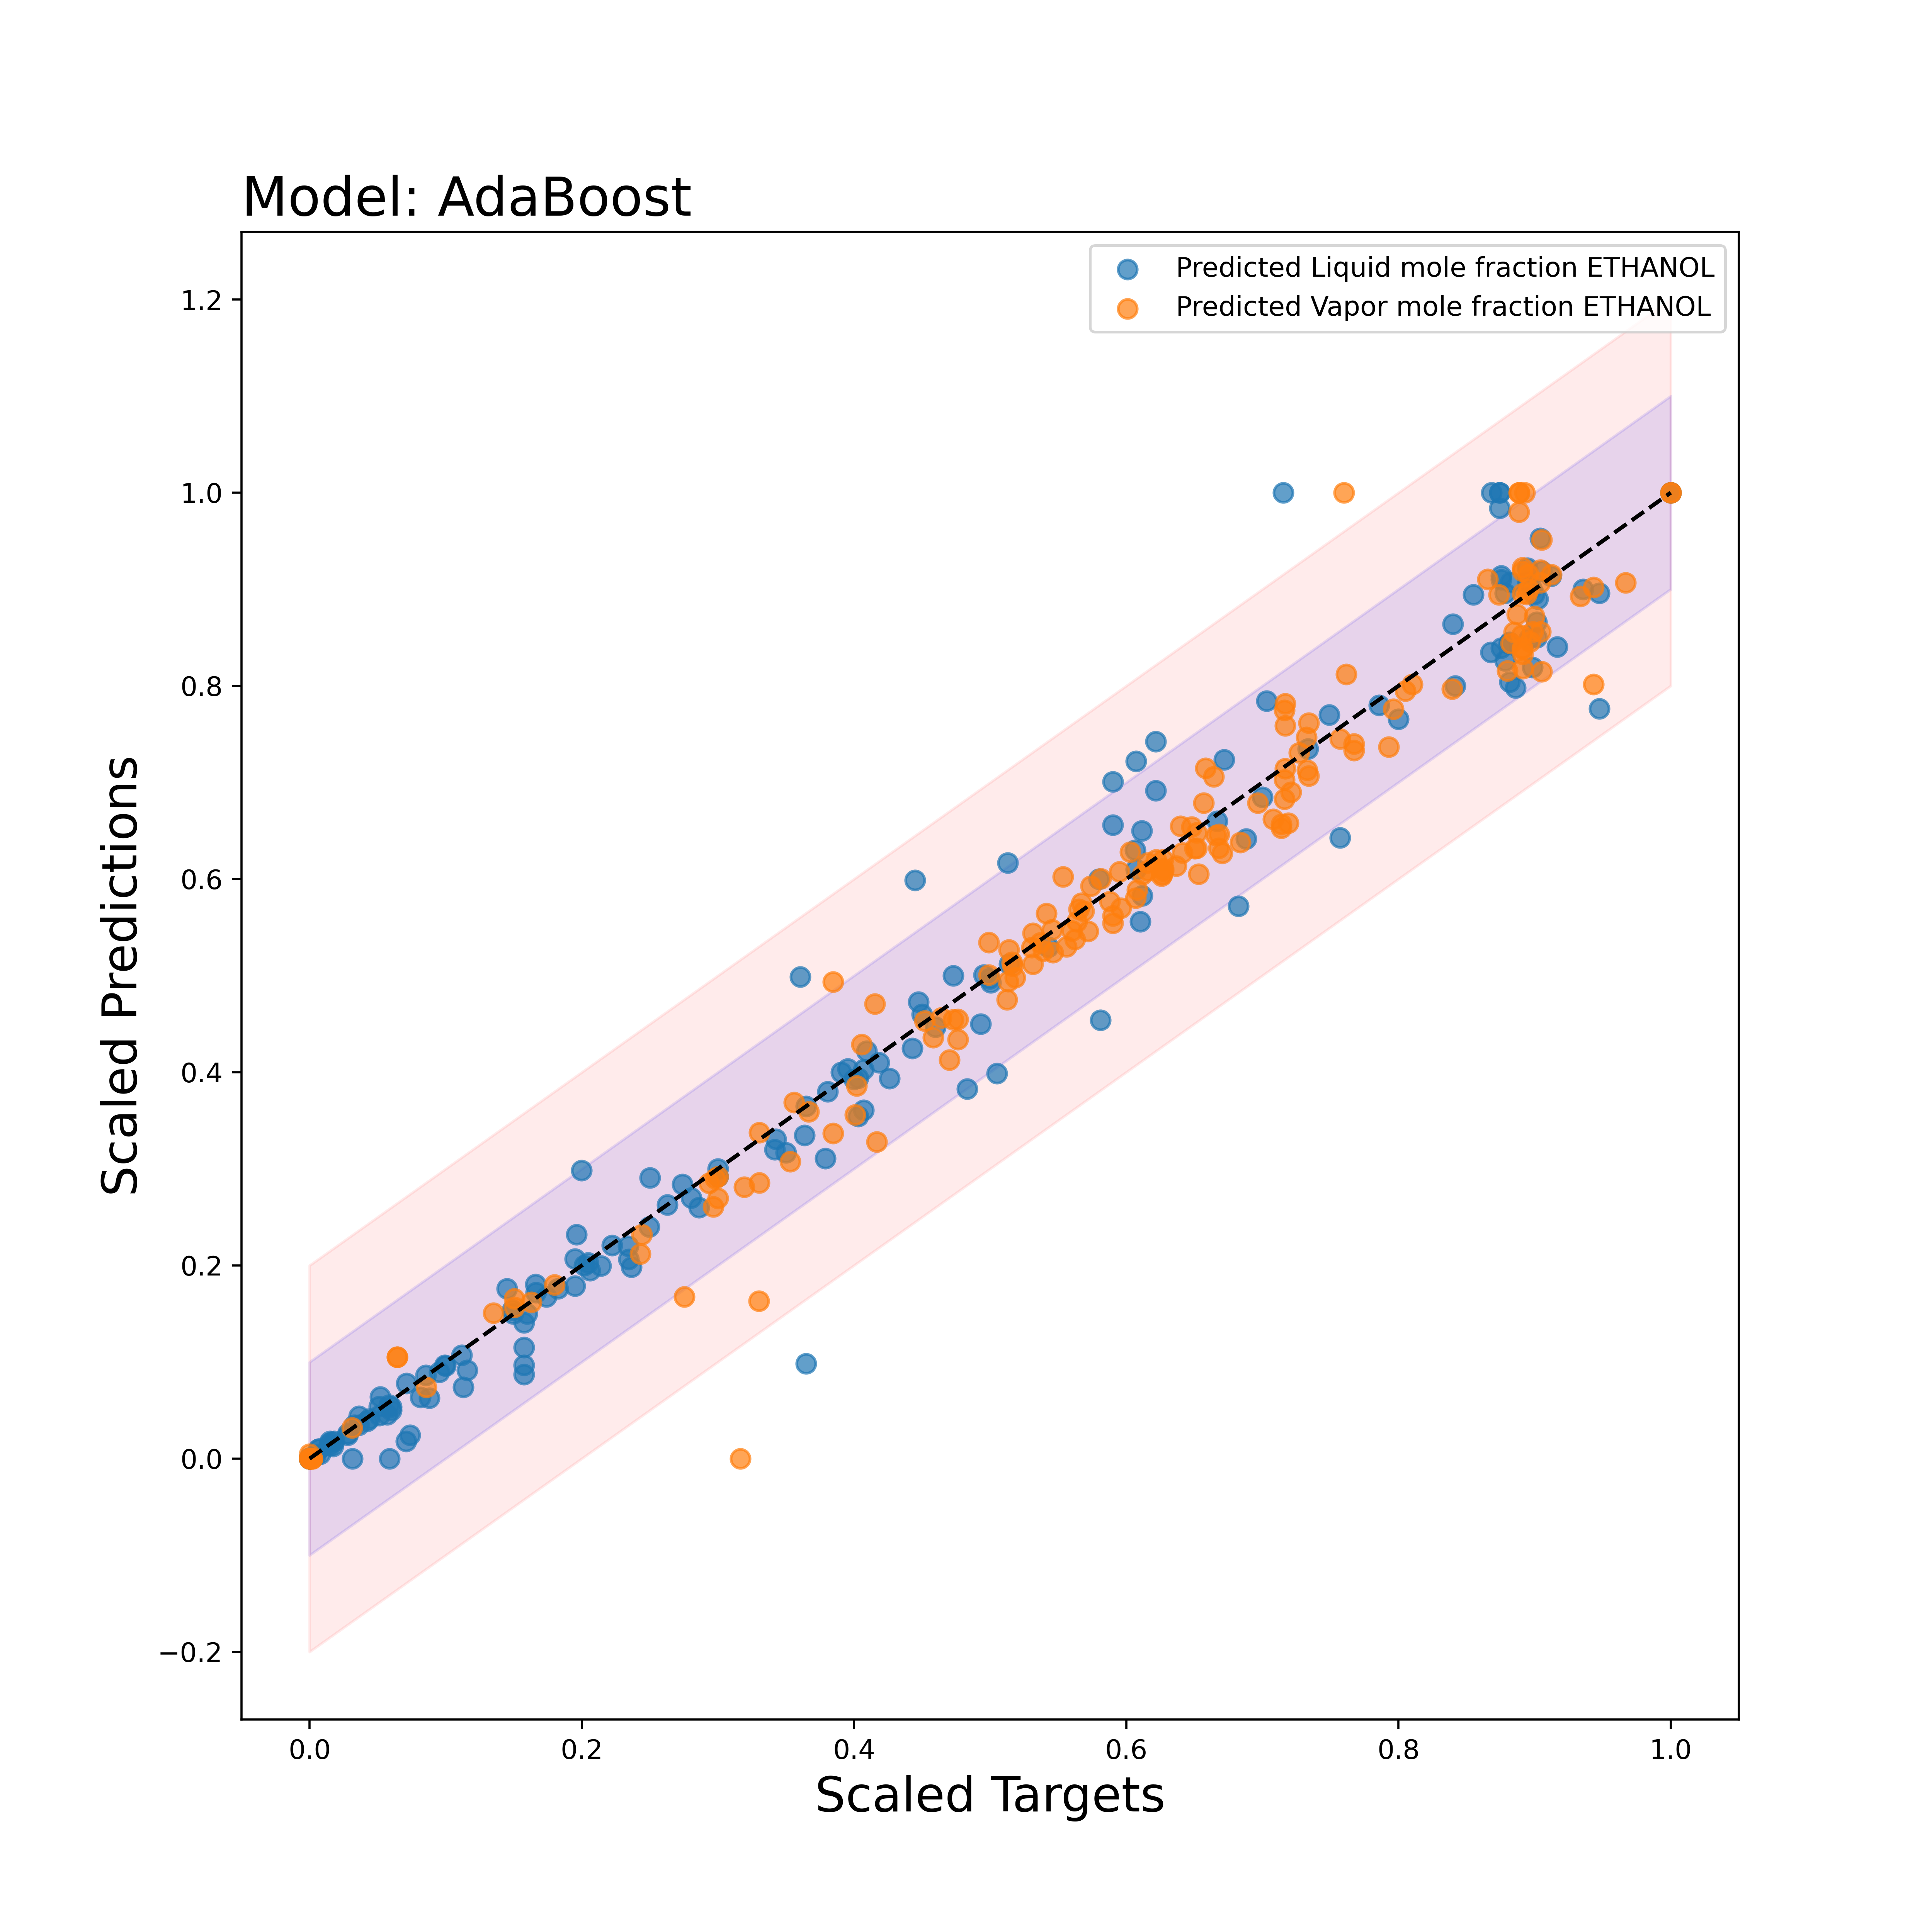 Model: AdaBoost
Predicted Liquid mole fraction ETHANOL
Predicted Vapor mole fraction ETHANOL
1.2
1.0
0.8
0.6
0.4
0.2
0.0
−0.2
Scaled Predictions
0.0 0.2 0.4 0.6 0.8 1.0
Scaled Targets